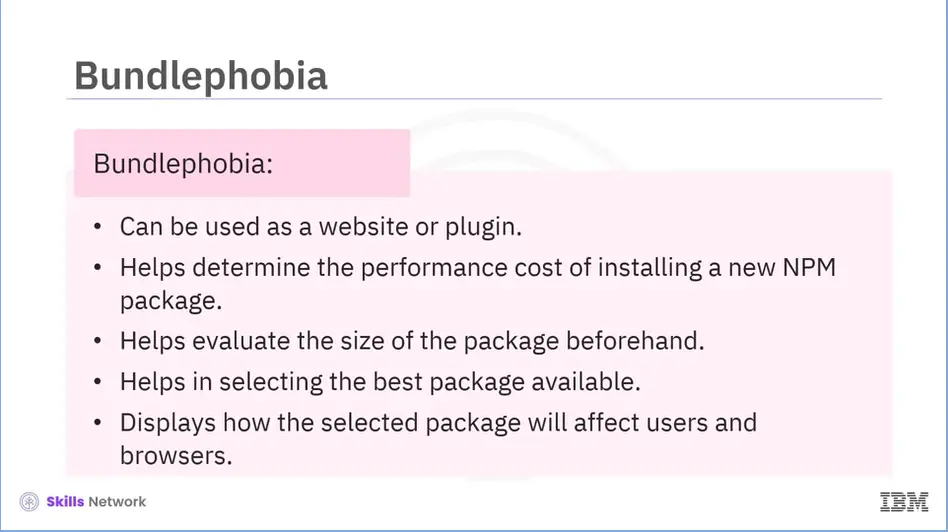 Bundlephobia
Bundlephobia:
• Can be used as a website or plugin.
• Helps determine the performance cost of installing a new NPM
package.
• Helps evaluate the size of the package beforehand.
• Helps in selecting the best package available.
• Displays how the selected package will affect users and
browsers.
Skills Network
IBM